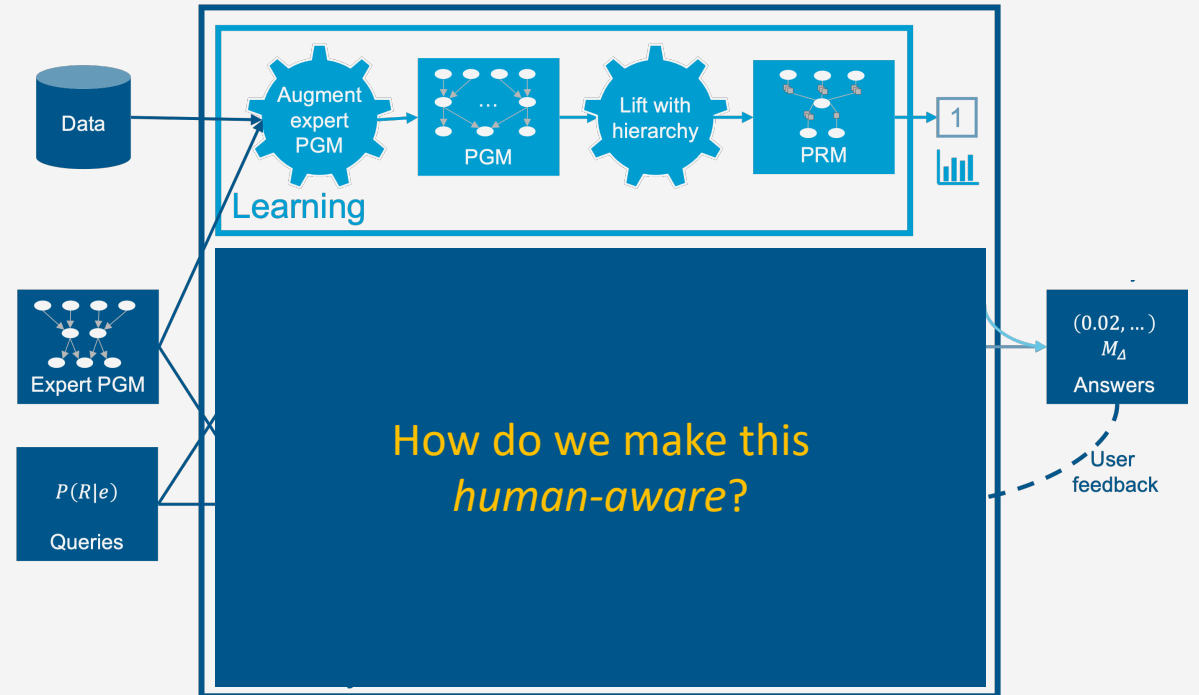 Data
Augment
expert
PGM
...
PGM
Lift with
hierarchy
PRM
1
Learning
Expert PGM
P(R|e)
Queries
How do we make this
human-aware?
(0.02, ...)
M_Δ
Answers
User
feedback